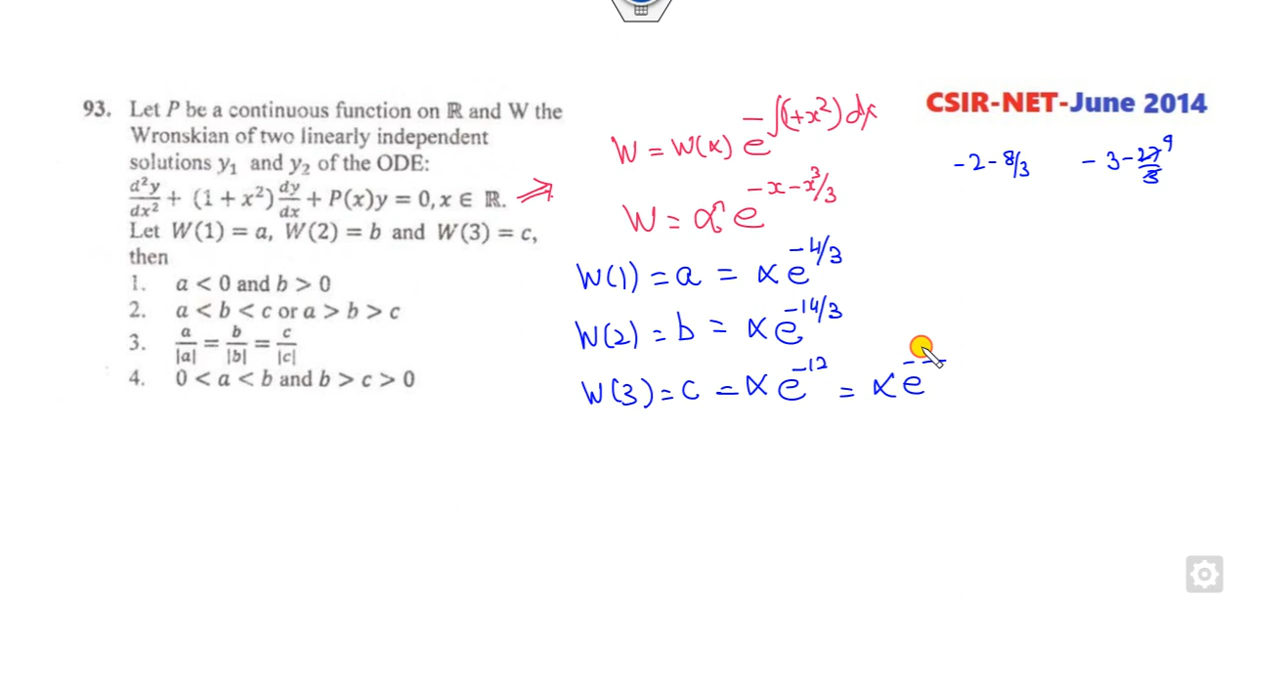 93. Let P be a continuous function on ℝ and W the
Wronskian of two linearly independent
solutions y₁ and y₂ of the ODE:
d²y/dx² + (1 + x²) dy/dx + P(x)y = 0, x ∈ ℝ.
Let W(1) = a, W(2) = b and W(3) = c,
then
1. a < 0 and b > 0
2. a < b < c or a > b > c
3. a/|a| = b/|b| = c/|c|
4. 0 < a < b and b > c > 0
CSIR-NET-June 2014
W = W(x) e^{-∫(1+x²)dx}
W = α e^{-x-x³/3}
W(1) = a = α e^{-4/3}
W(2) = b = α e^{-14/3}
W(3) = c = α e^{-12} = α e^{--}
-2-8/3
-3-27/3 9